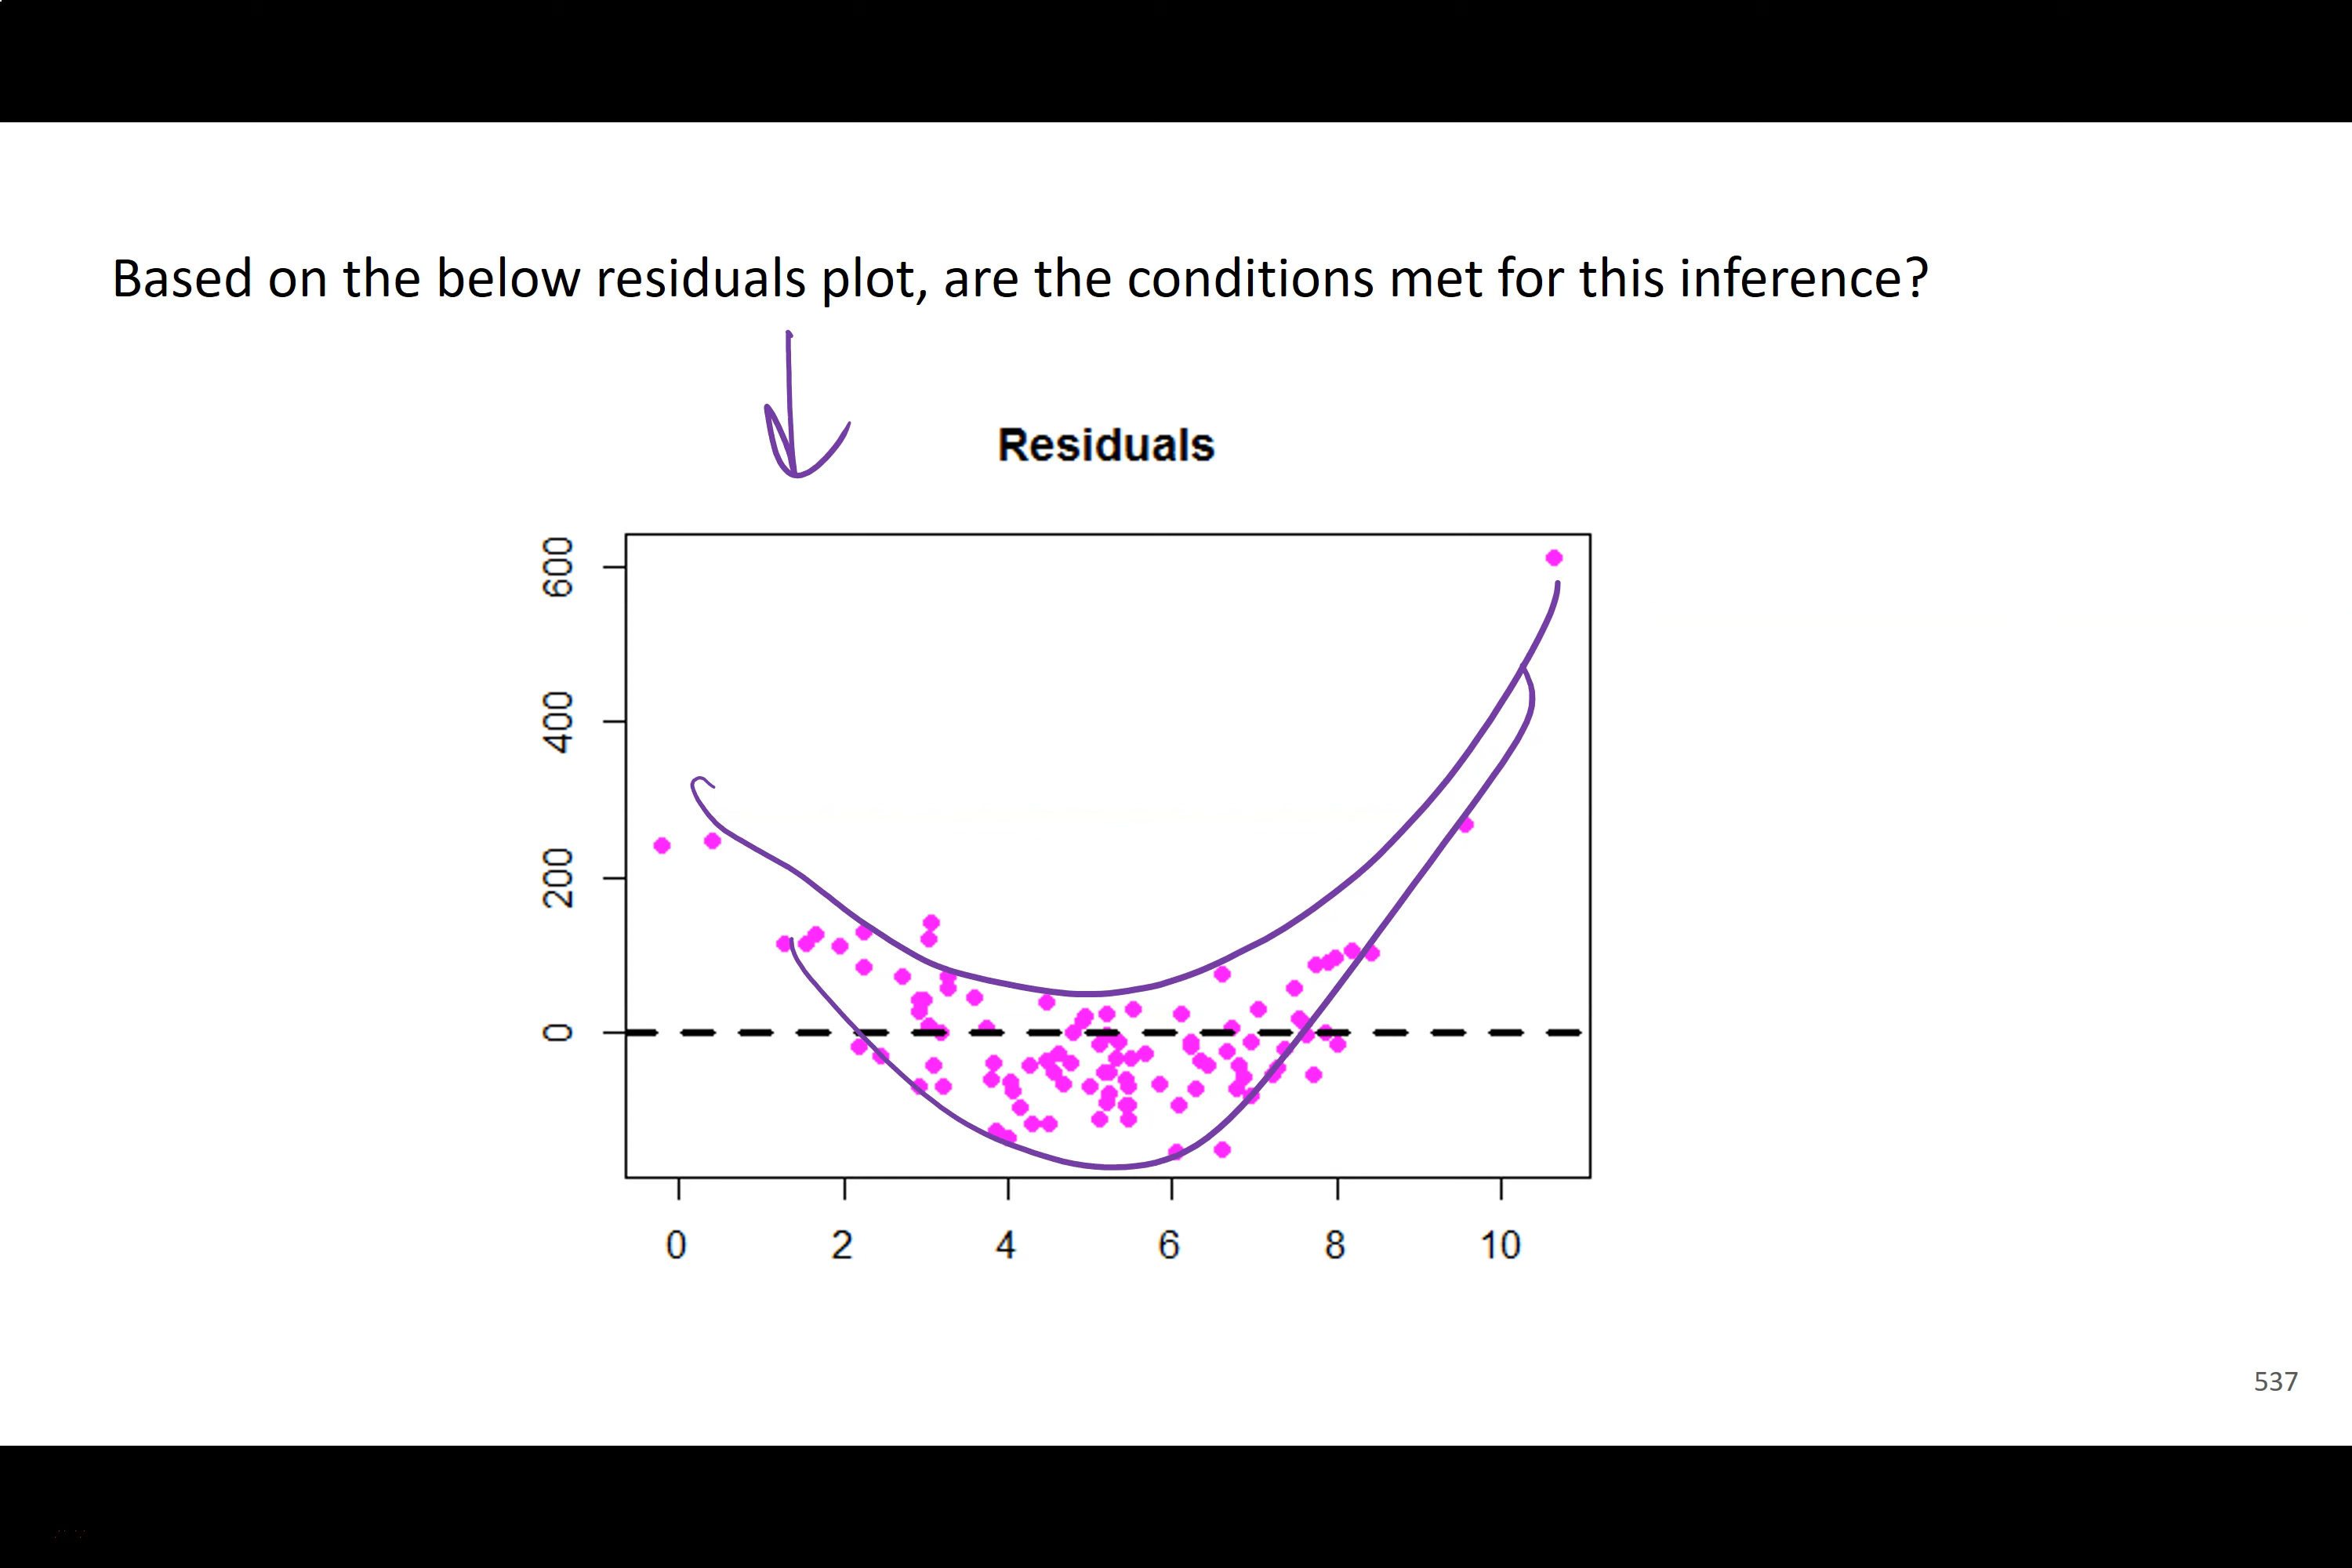 Based on the below residuals plot, are the conditions met for this inference?
Residuals
600
400
200
0
0 2 4 6 8 10
537